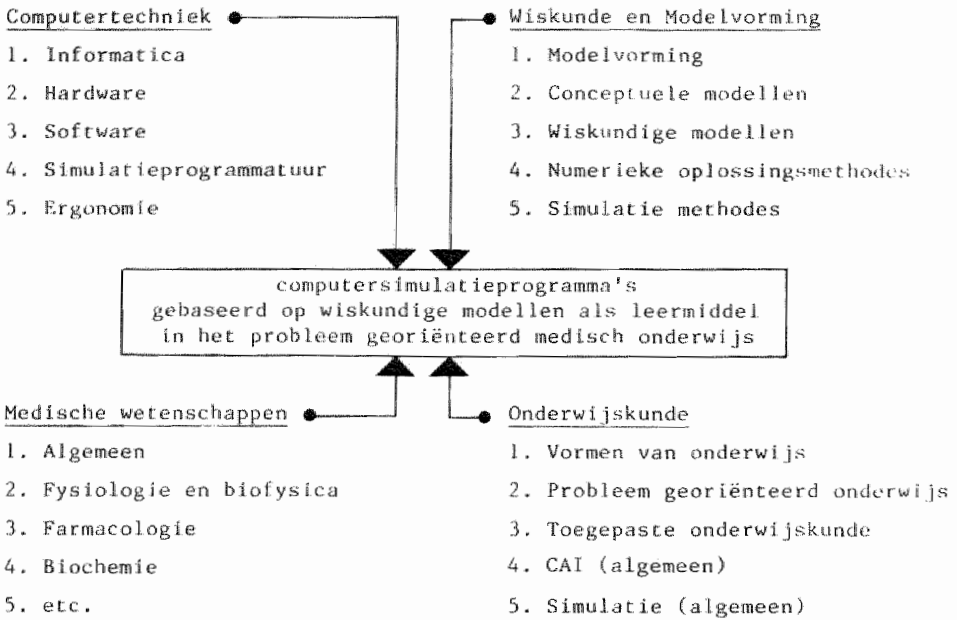 Computertechniek
1. Informatica
2. Hardware
3. Software
4. Simulatieprogrammatuur
5. Ergonomie
Wiskunde en Modelvorming
1. Modelvorming
2. Conceptuele modellen
3. Wiskundige modellen
4. Numerieke oplossingsmethodes
5. Simulatie methodes
computersimulatieprogramma's
gebaseerd op wiskundige modellen als leermiddel
in het probleem georiënteerd medisch onderwijs
Medische wetenschappen
1. Algemeen
2. Fysiologie en biofysica
3. Farmacologie
4. Biochemie
5. etc.
Onderwijskunde
1. Vormen van onderwijs
2. Probleem georiënteerd onderwijs
3. Toegepaste onderwijskunde
4. CAI (algemeen)
5. Simulatie (algemeen)